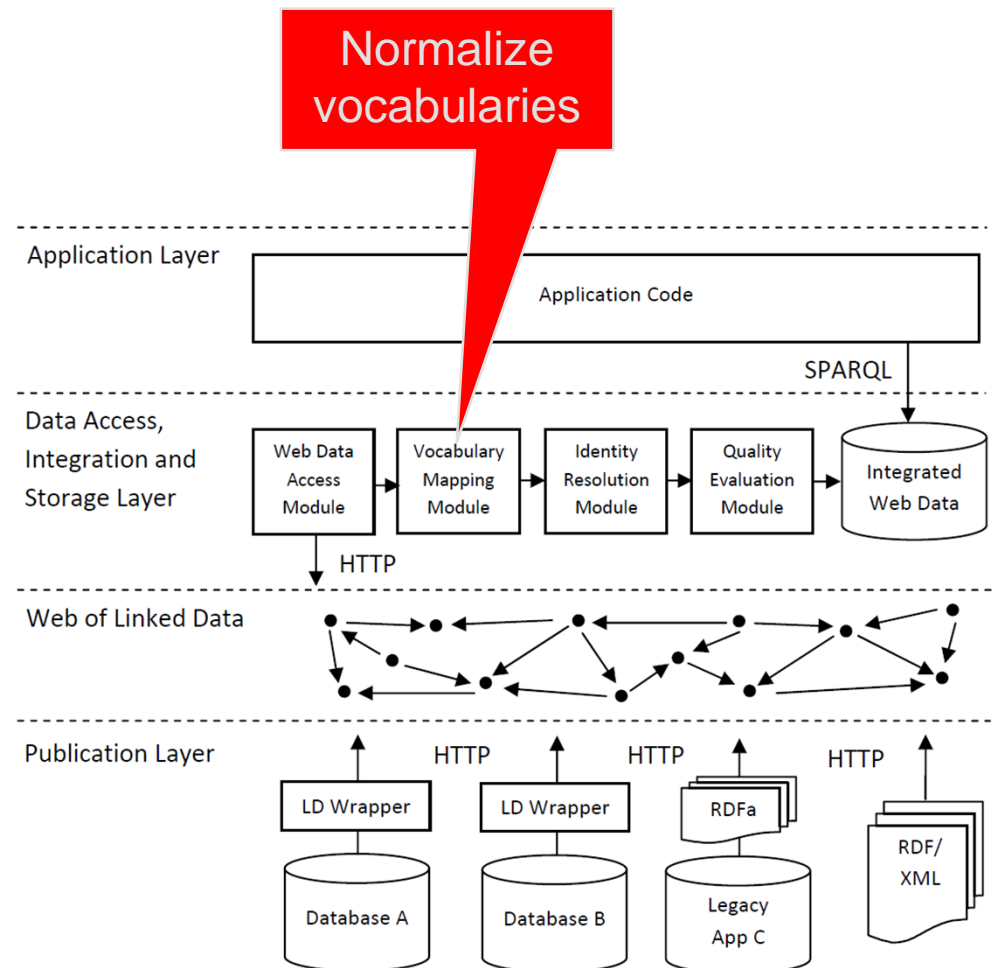 Normalize
vocabularies
Application Layer
Application Code
SPARQL
Data Access,
Integration and
Storage Layer
Web Data
Access
Module
Vocabulary
Mapping
Module
Identity
Resolution
Module
Quality
Evaluation
Module
Integrated
Web Data
HTTP
Web of Linked Data
Publication Layer
HTTP
HTTP
HTTP
LD Wrapper
LD Wrapper
RDFa
RDF/
XML
Database A
Database B
Legacy
App C